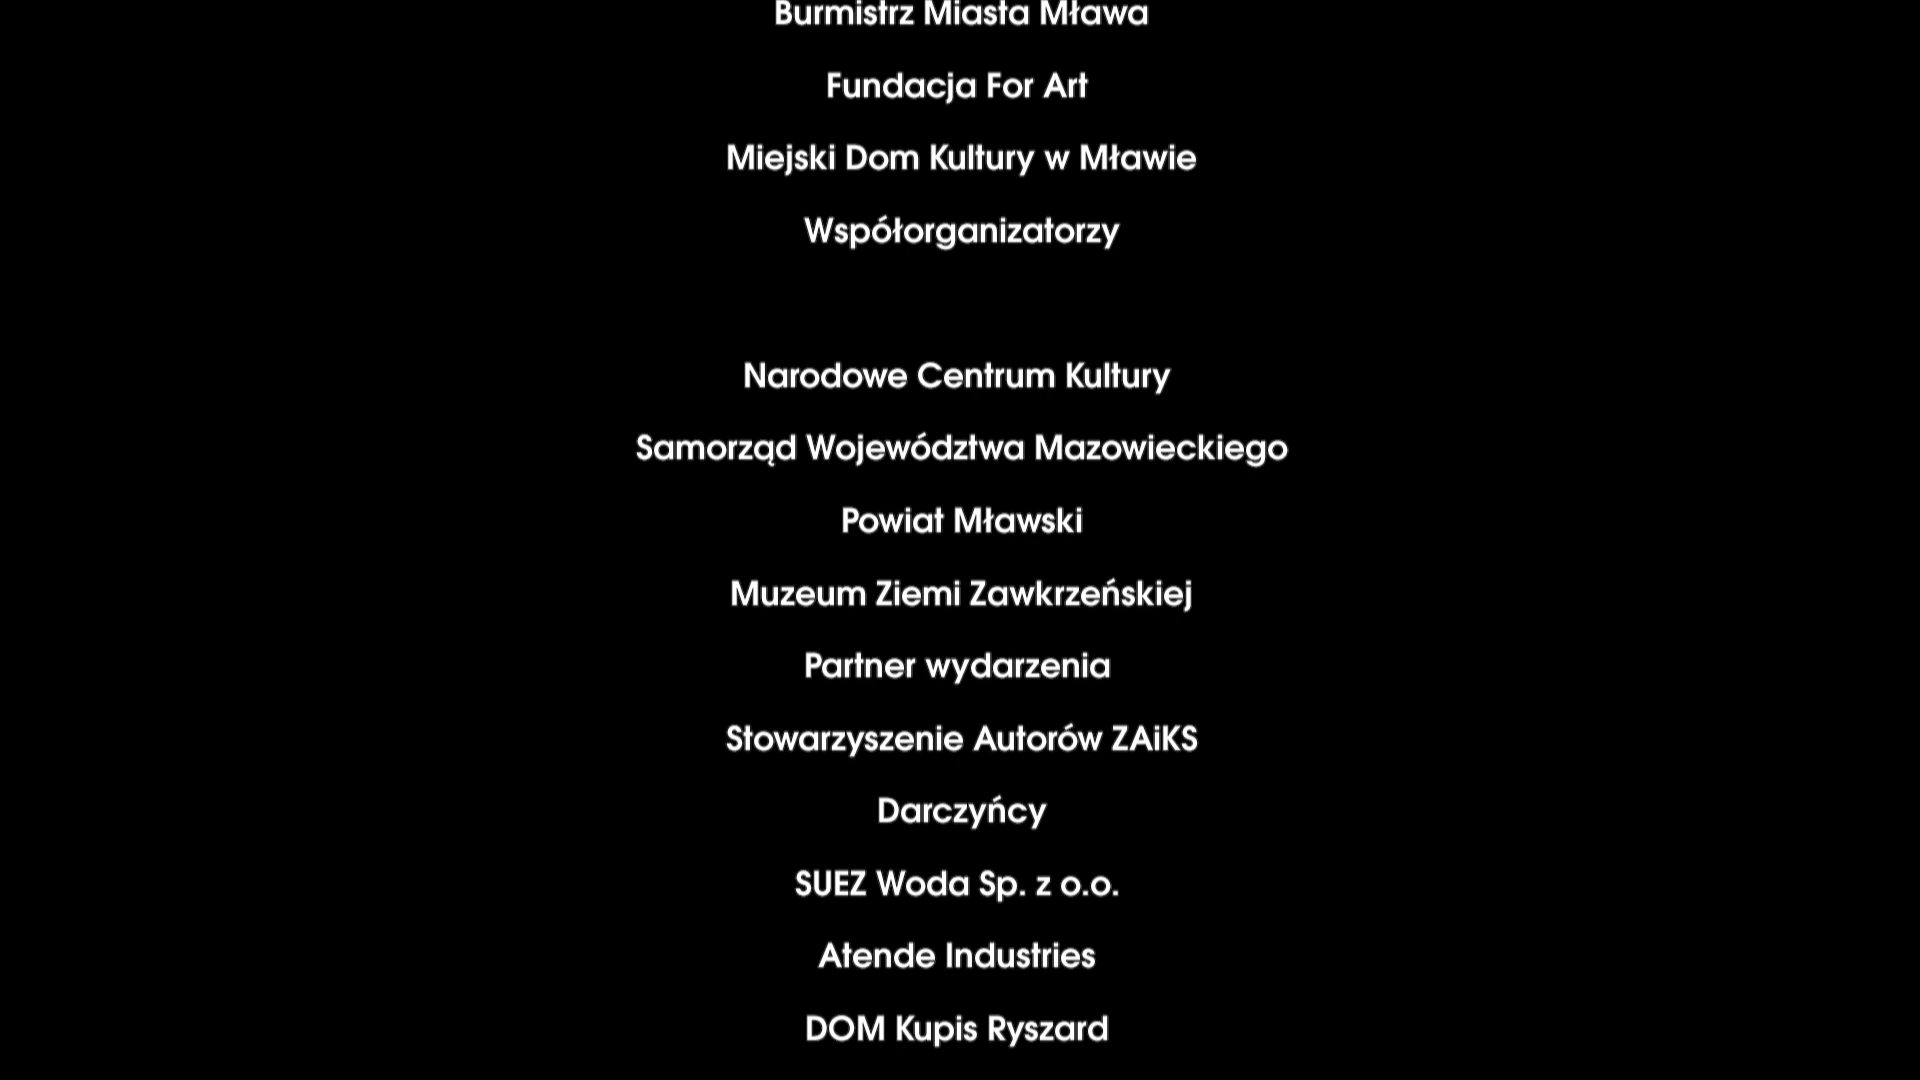 Burmistrz Miasta Mława
Fundacja For Art
Miejski Dom Kultury w Mławie
Współorganizatorzy
Narodowe Centrum Kultury
Samorząd Województwa Mazowieckiego
Powiat Mławski
Muzeum Ziemi Zawkrzeńskiej
Partner wydarzenia
Stowarzyszenie Autorów ZAiKS
Darczyńcy
SUEZ Woda Sp. z o.o.
Atende Industries
DOM Kupis Ryszard